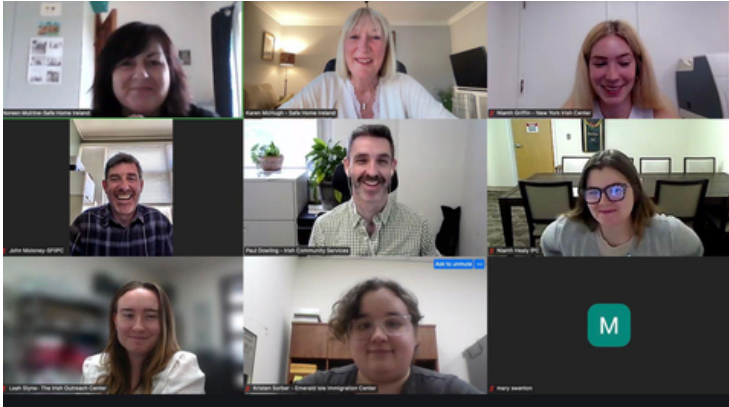 Noreen Mulrine-Safe Home Ireland
Karen McHugh - Safe Home Ireland
Niamh Griffin - New York Irish Center
John Moloney-SFIIPC
Paul Dowling - Irish Community Services
Niamh Healy IPC
Ask to unmute
Leah Slyne- The Irish Outreach Center
Kristen Sorber - Emerald Isle Immigration Center
M
mary swanton